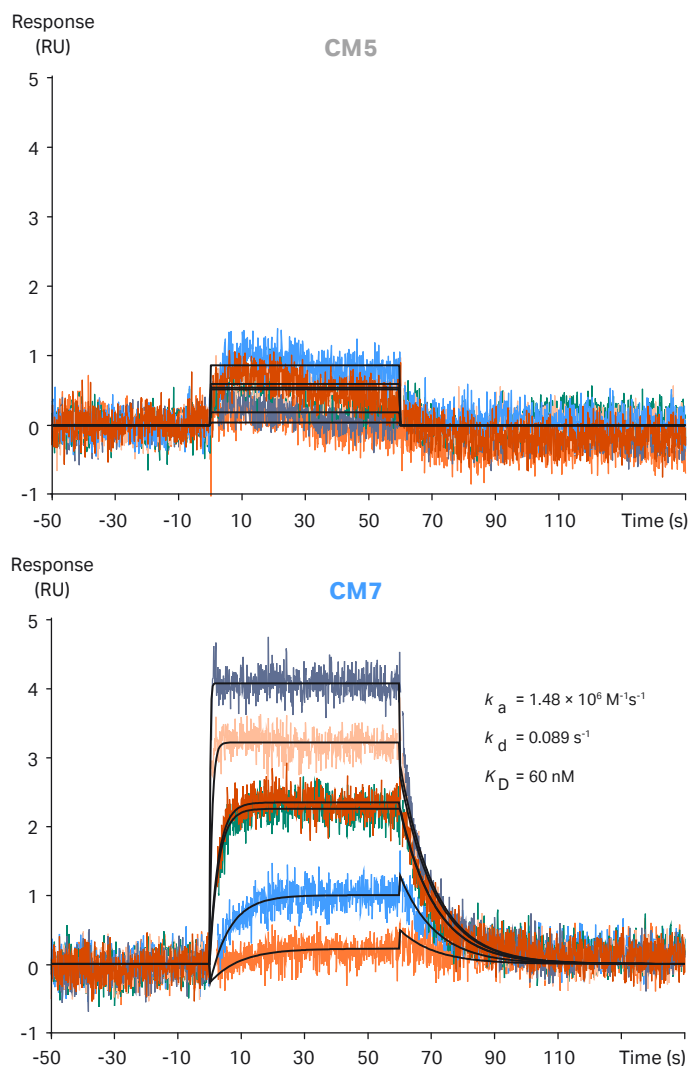 Response
(RU)
CM5
5
4
3
2
1
0
-1
-50 -30 -10 10 30 50 70 90 110 Time (s)
Response
(RU)
CM7
5
4
3
2
1
0
-1
k a = 1.48 × 10⁶ M⁻¹s⁻¹
k d = 0.089 s⁻¹
K D = 60 nM
-50 -30 -10 10 30 50 70 90 110 Time (s)